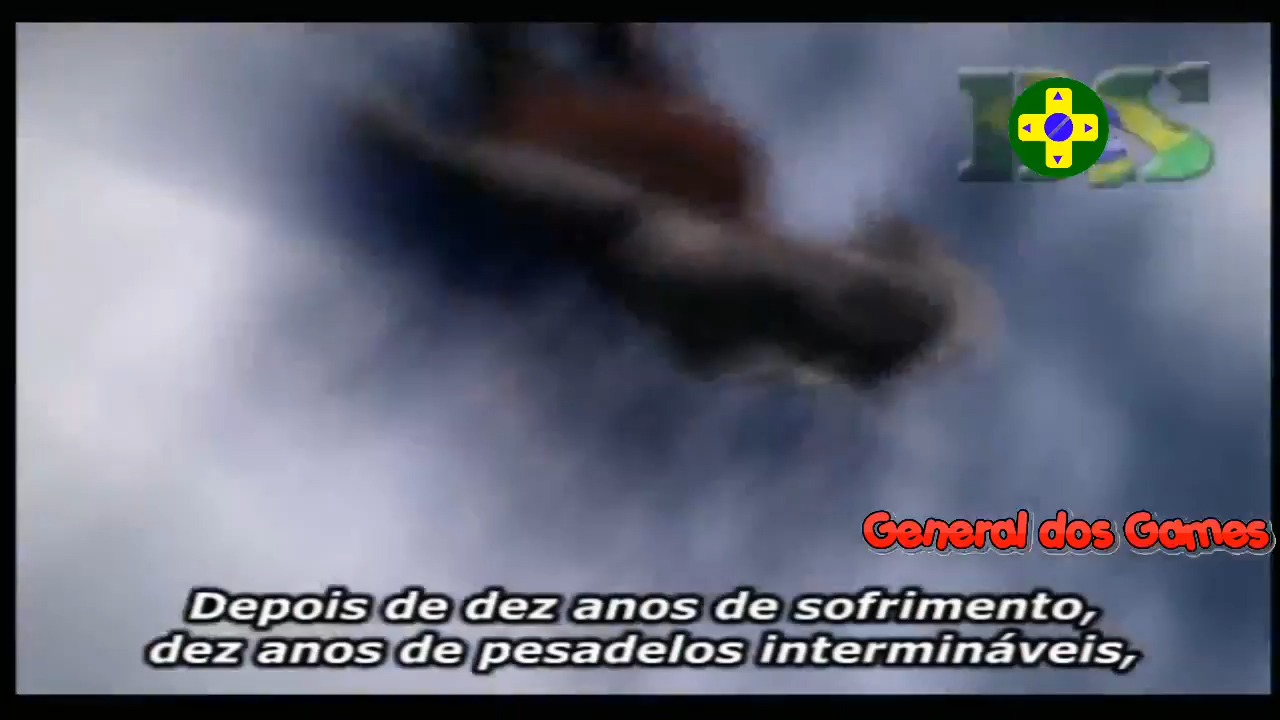 General dos Games
Depois de dez anos de sofrimento,
dez anos de pesadelos intermináveis,